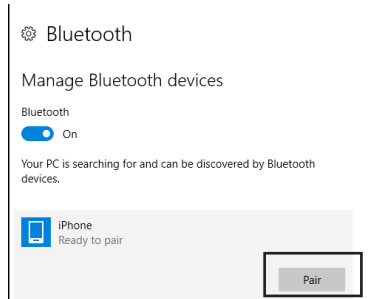 Bluetooth
Manage Bluetooth devices
Bluetooth
On
Your PC is searching for and can be discovered by Bluetooth
devices.
iPhone
Ready to pair
Pair